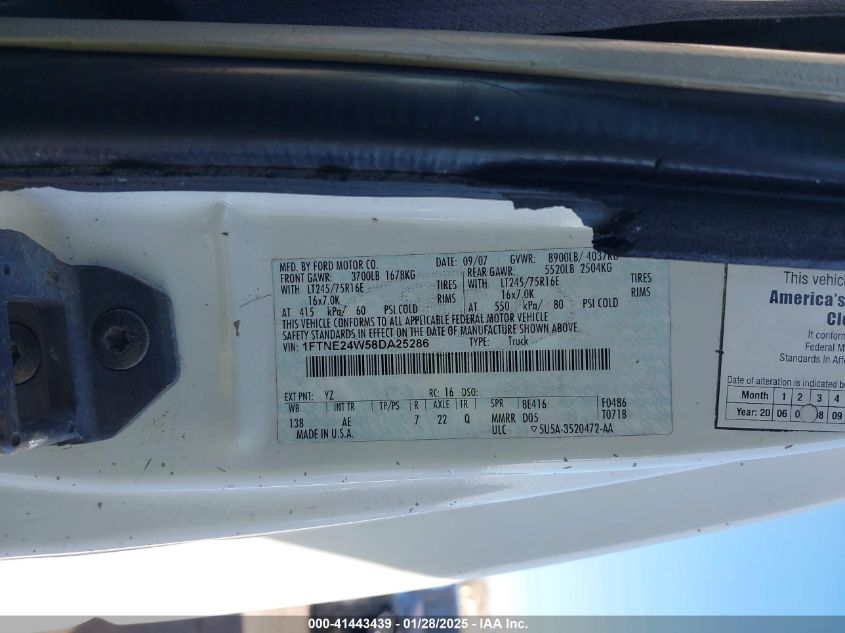 MFD. BY FORD MOTOR CO. DATE: 09/07 GVWR: 8900LB/ 4037KG
FRONT GAWR: 3700LB 1678KG REAR GAWR: 5520LB 2504KG
WITH LT245/75R16E TIRES WITH LT245/75R16E TIRES
16x7.0K RIMS 16x7.0K RIMS
AT 415 kPa/ 60 PSI COLD AT 550 kPa/ 80 PSI COLD
THIS VEHICLE CONFORMS TO ALL APPLICABLE FEDERAL MOTOR VEHICLE
SAFETY STANDARDS IN EFFECT ON THE DATE OF MANUFACTURE SHOWN ABOVE.
VIN: 1FTNE24W58DA25286 TYPE: Truck
EXT PNT: YZ RC: 16 DSO:
WB INT TR TP/PS R AXLE TR SPR 8E416 F0486
138 AE 7 22 Q MMRR D05 T0718
MADE IN U.S.A. ULC 5U5A-3520472-AA
This vehicle
America's
Cl
It conform
Federal M
Standards in Aff
Date of alteration is indicated b
Month 1 2 3 4
Year: 20 06 0 08 09
000-41443439 - 01/28/2025 - IAA Inc.